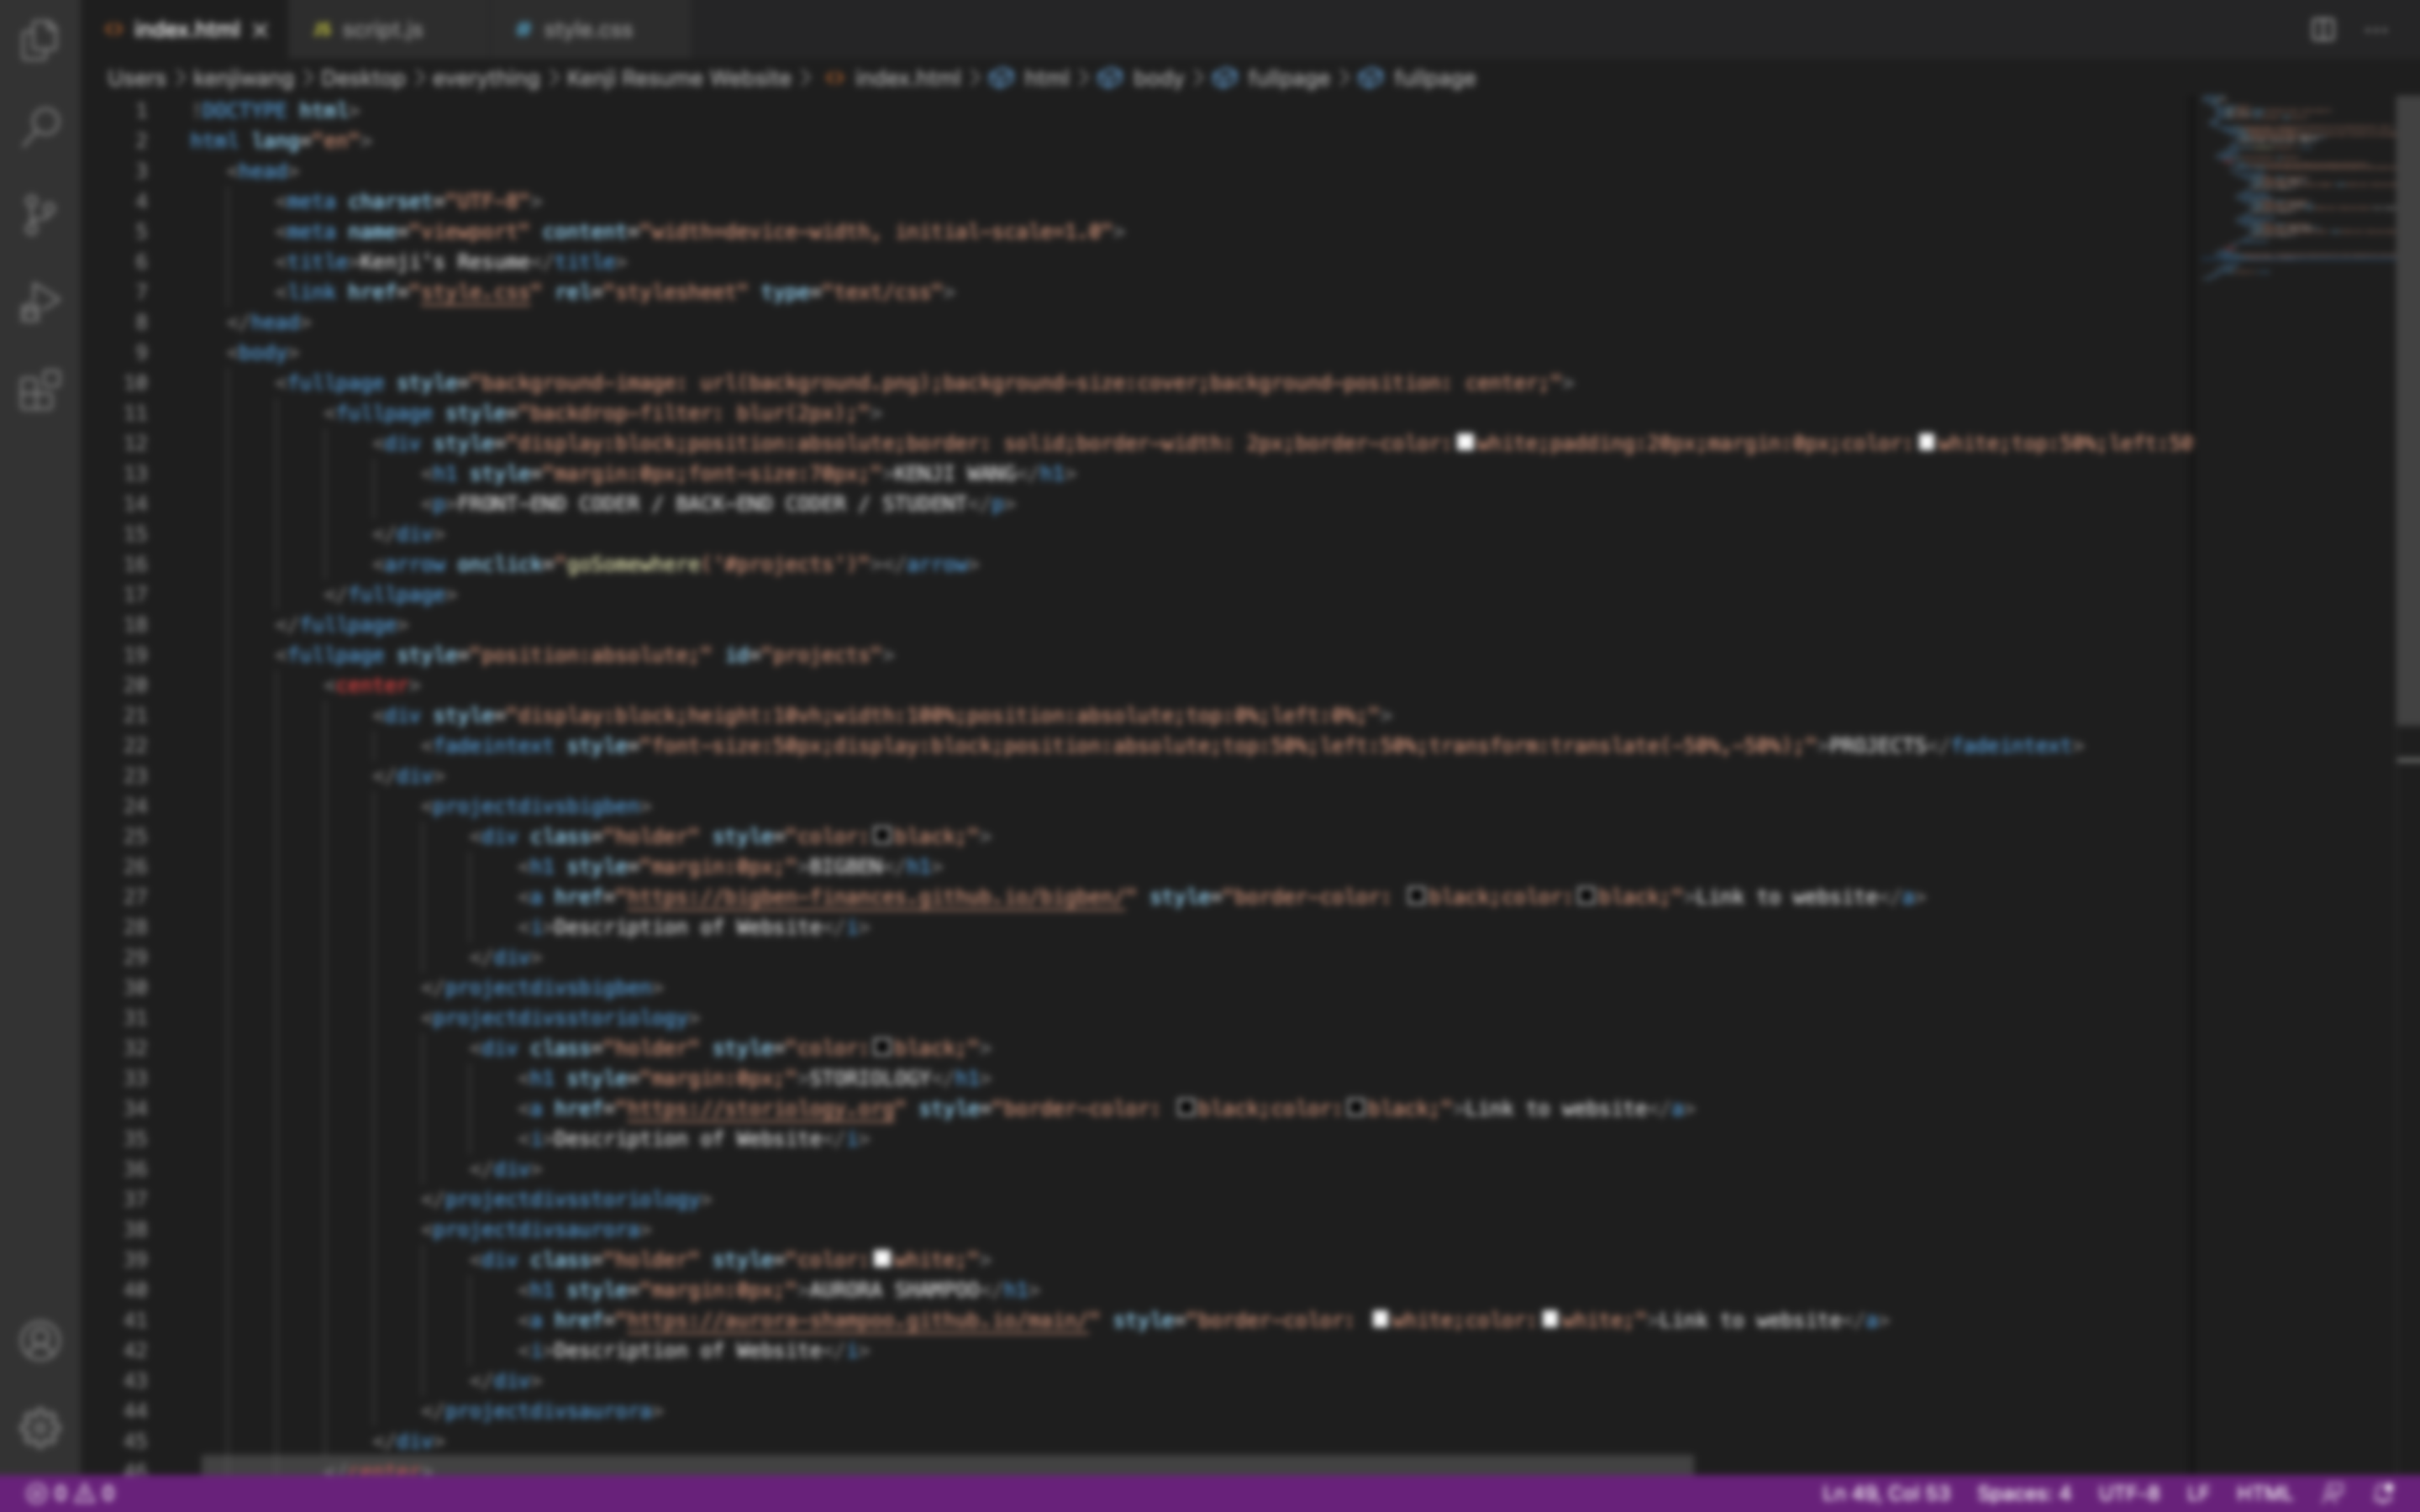 index.html script.js style.css
Users > kenjiwang > Desktop > everything > Kenji Resume Website > index.html > html > body > fullpage > fullpage
1 !DOCTYPE html>
2 html lang="en">
3 <head>
4 <meta charset="UTF-8">
5 <meta name="viewport" content="width=device-width, initial-scale=1.0">
6 <title>Kenji's Resume</title>
7 <link href="style.css" rel="stylesheet" type="text/css">
8 </head>
9 <body>
10 <fullpage style="background-image: url(background.png);background-size:cover;background-position: center;">
11 <fullpage style="backdrop-filter: blur(2px);">
12 <div style="display:block;position:absolute;border: solid;border-width: 2px;border-color:white;padding:20px;margin:0px;color:white;top:50%;left:50
13 <h1 style="margin:0px;font-size:70px;">KENJI WANG</h1>
14 <p>FRONT-END CODER / BACK-END CODER / STUDENT</p>
15 </div>
16 <arrow onclick="goSomewhere('#projects')"></arrow>
17 </fullpage>
18 </fullpage>
19 <fullpage style="position:absolute;" id="projects">
20 <center>
21 <div style="display:block;height:10vh;width:100%;position:absolute;top:0%;left:0%;">
22 <fadeintext style="font-size:50px;display:block;position:absolute;top:50%;left:50%;transform:translate(-50%,-50%);">PROJECTS</fadeintext>
23 </div>
24 <projectdivsbigben>
25 <div class="holder" style="color:black;">
26 <h1 style="margin:0px;">BIGBEN</h1>
27 <a href="https://bigben-finances.github.io/bigben/" style="border-color: black;color:black;">Link to website</a>
28 <i>Description of Website</i>
29 </div>
30 </projectdivsbigben>
31 <projectdivsstoriology>
32 <div class="holder" style="color:black;">
33 <h1 style="margin:0px;">STORIOLOGY</h1>
34 <a href="https://storiology.org" style="border-color: black;color:black;">Link to website</a>
35 <i>Description of Website</i>
36 </div>
37 </projectdivsstoriology>
38 <projectdivsaurora>
39 <div class="holder" style="color:white;">
40 <h1 style="margin:0px;">AURORA SHAMPOO</h1>
41 <a href="https://aurora-shampoo.github.io/main/" style="border-color: white;color:white;">Link to website</a>
42 <i>Description of Website</i>
43 </div>
44 </projectdivsaurora>
45 </div>
46 </center>
0 0 Ln 49, Col 53 Spaces: 4 UTF-8 LF HTML